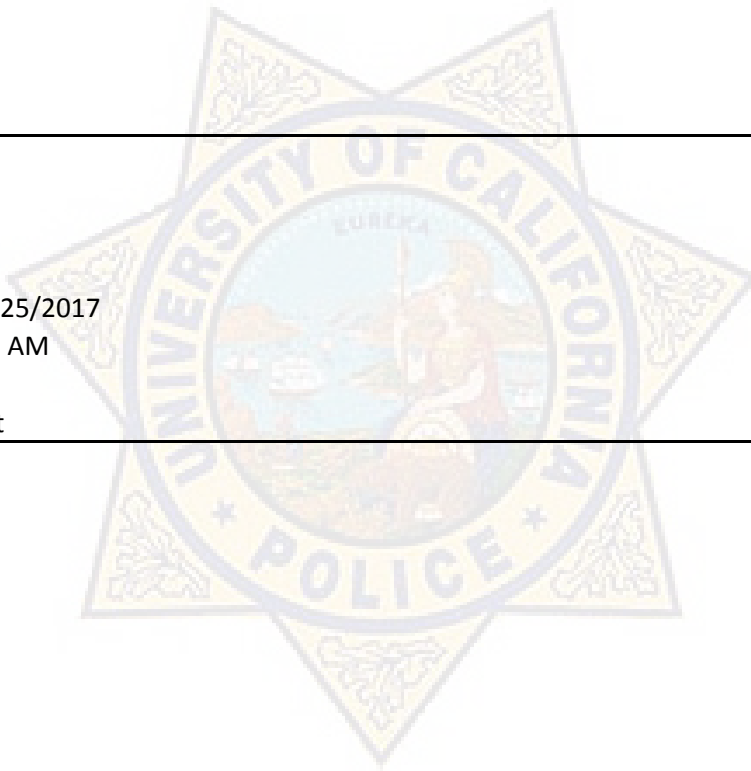 UNIVERSITY OF CALIFORNIA
EUREKA
25/2017
AM
t
POLICE